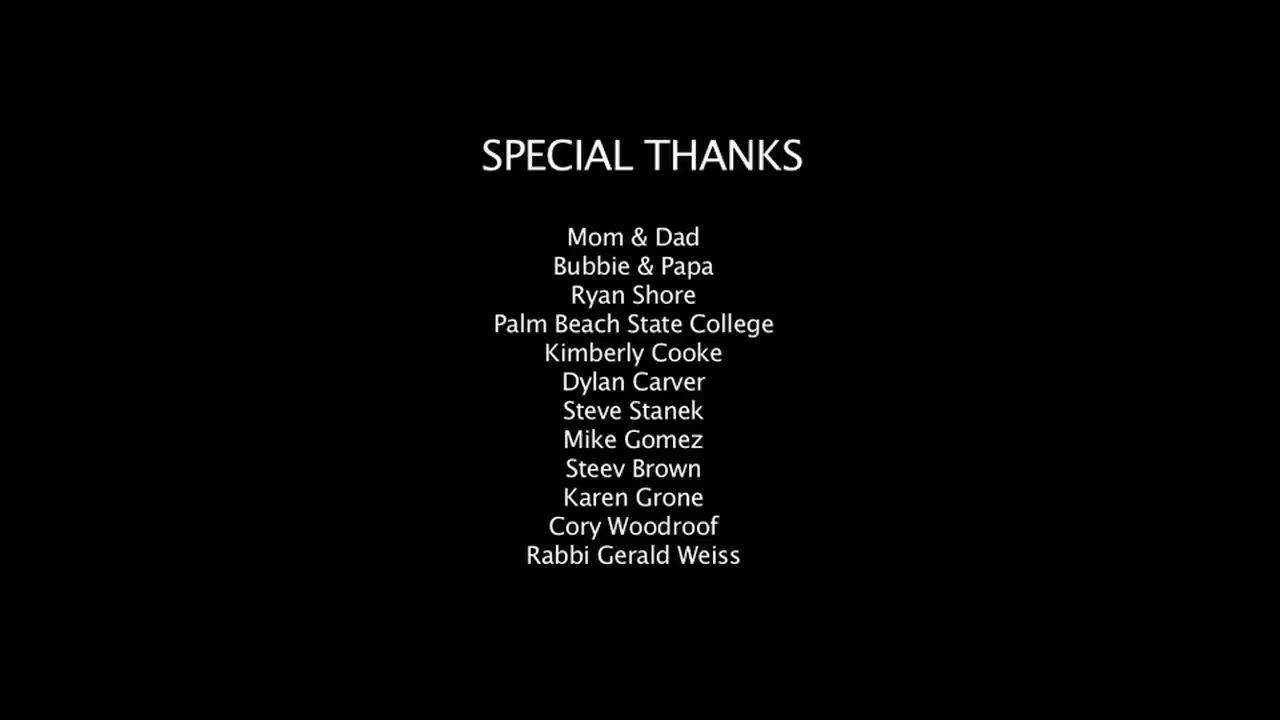 SPECIAL THANKS
Mom & Dad
Bubbie & Papa
Ryan Shore
Palm Beach State College
Kimberly Cooke
Dylan Carver
Steve Stanek
Mike Gomez
Steev Brown
Karen Grone
Cory Woodroof
Rabbi Gerald Weiss